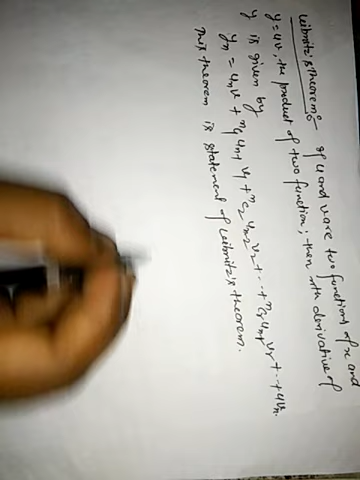 Leibnitz's theorem:- If u and v are two functions of x and
y = uv, the product of two function; then nth derivative of
y is given by
yₙ = uₙv + ⁿC₁ uₙ₋₁ v₁ + ⁿC₂ uₙ₋₂ v₂ + ... + ⁿCᵣ uₙ₋ᵣ vᵣ + ... + uvₙ.
This theorem is statement of Leibnitz's theorem.